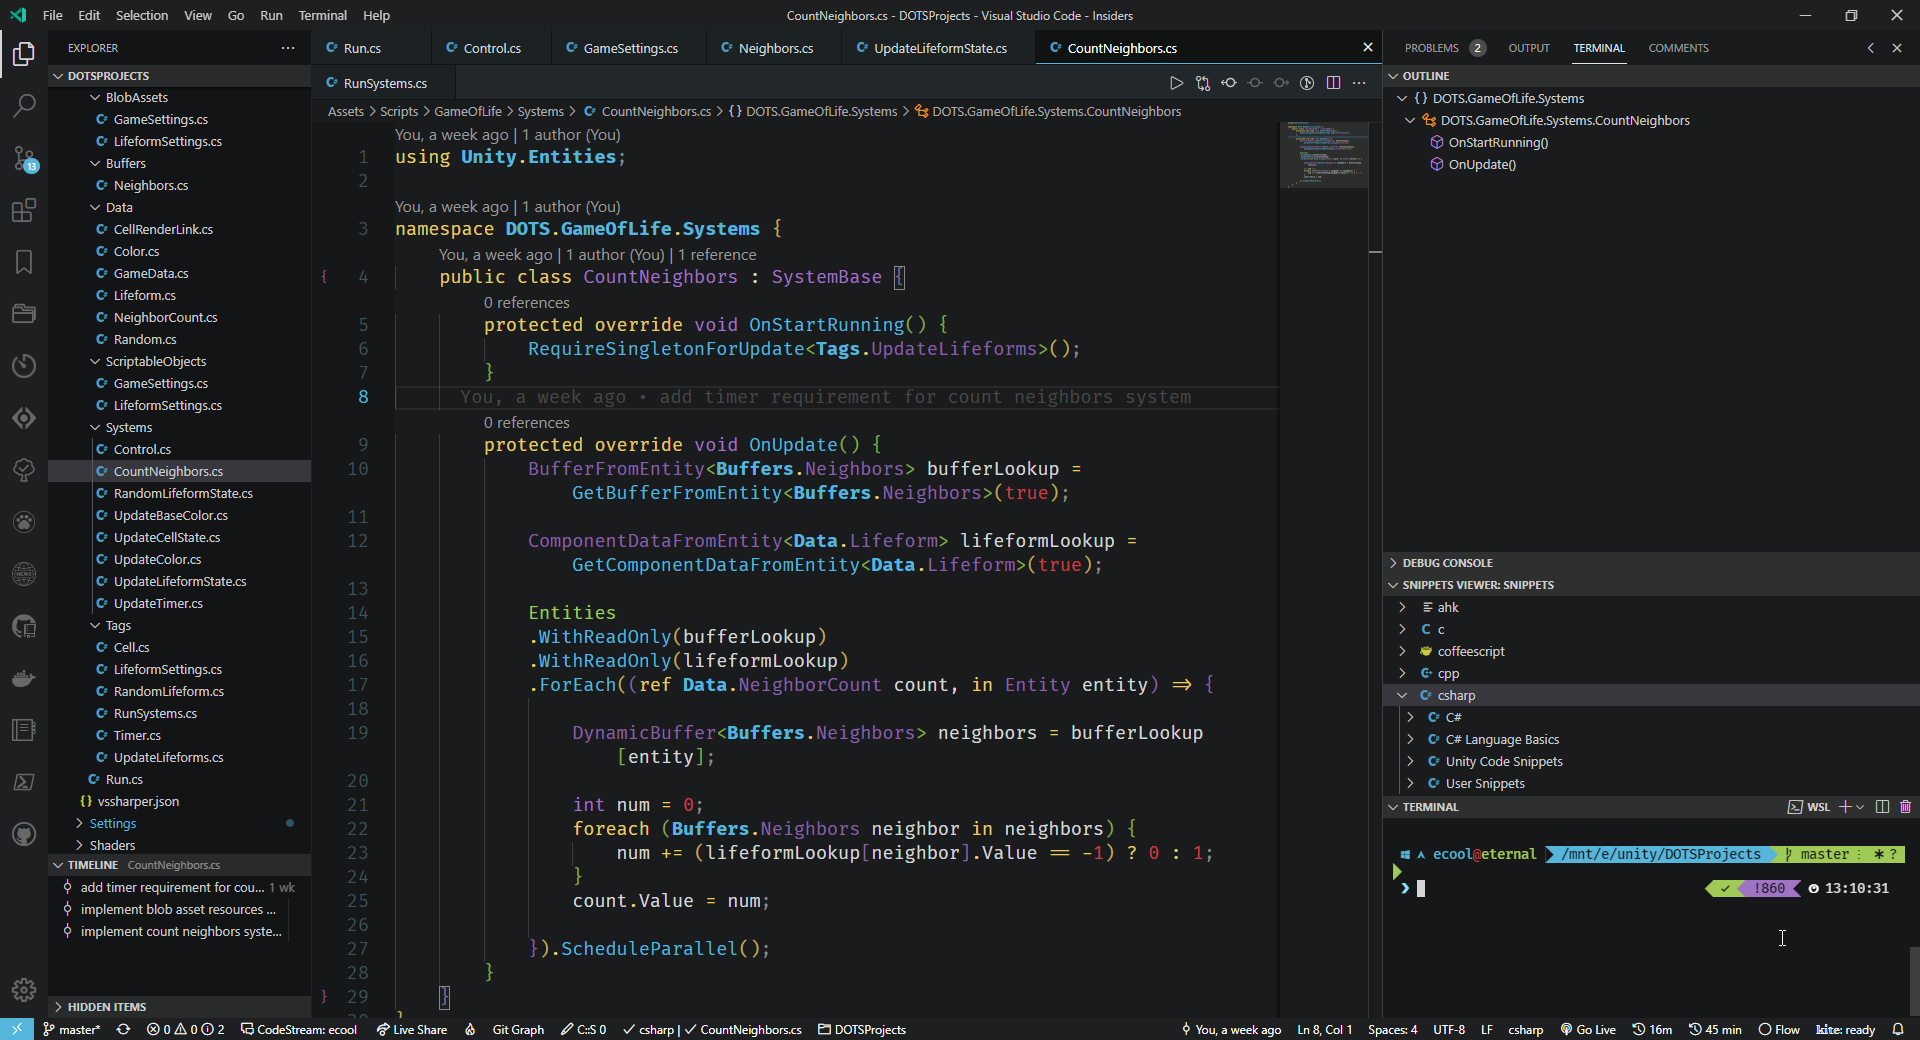 File Edit Selection View Go Run Terminal Help
CountNeighbors.cs - DOTSProjects - Visual Studio Code - Insiders
EXPLORER
DOTSPROJECTS
BlobAssets
GameSettings.cs
LifeformSettings.cs
Buffers
Neighbors.cs
Data
CellRenderLink.cs
Color.cs
GameData.cs
Lifeform.cs
NeighborCount.cs
Random.cs
ScriptableObjects
GameSettings.cs
LifeformSettings.cs
Systems
Control.cs
CountNeighbors.cs
RandomLifeformState.cs
UpdateBaseColor.cs
UpdateCellState.cs
UpdateColor.cs
UpdateLifeformState.cs
UpdateTimer.cs
Tags
Cell.cs
LifeformSettings.cs
RandomLifeform.cs
RunSystems.cs
Timer.cs
UpdateLifeforms.cs
Run.cs
{} vssharper.json
Settings
Shaders
TIMELINE CountNeighbors.cs
add timer requirement for cou... 1 wk
implement blob asset resources ...
implement count neighbors syste...
HIDDEN ITEMS
13
Run.cs Control.cs GameSettings.cs Neighbors.cs UpdateLifeformState.cs CountNeighbors.cs
RunSystems.cs
Assets > Scripts > GameOfLife > Systems > CountNeighbors.cs > {} DOTS.GameOfLife.Systems > DOTS.GameOfLife.Systems.CountNeighbors
You, a week ago | 1 author (You)
1 using Unity.Entities;
2
You, a week ago | 1 author (You)
3 namespace DOTS.GameOfLife.Systems {
You, a week ago | 1 author (You) | 1 reference
{ 4 public class CountNeighbors : SystemBase {
0 references
5 protected override void OnStartRunning() {
6 RequireSingletonForUpdate<Tags.UpdateLifeforms>();
7 }
8 You, a week ago • add timer requirement for count neighbors system
0 references
9 protected override void OnUpdate() {
10 BufferFromEntity<Buffers.Neighbors> bufferLookup =
GetBufferFromEntity<Buffers.Neighbors>(true);
11
12 ComponentDataFromEntity<Data.Lifeform> lifeformLookup =
GetComponentDataFromEntity<Data.Lifeform>(true);
13
14 Entities
15 .WithReadOnly(bufferLookup)
16 .WithReadOnly(lifeformLookup)
17 .ForEach((ref Data.NeighborCount count, in Entity entity) => {
18
19 DynamicBuffer<Buffers.Neighbors> neighbors = bufferLookup
[entity];
20
21 int num = 0;
22 foreach (Buffers.Neighbors neighbor in neighbors) {
23 num += (lifeformLookup[neighbor].Value == -1) ? 0 : 1;
24 }
25 count.Value = num;
26
27 }).ScheduleParallel();
28 }
} 29 }
30 }
PROBLEMS 2 OUTPUT TERMINAL COMMENTS
OUTLINE
{} DOTS.GameOfLife.Systems
DOTS.GameOfLife.Systems.CountNeighbors
OnStartRunning()
OnUpdate()
DEBUG CONSOLE
SNIPPETS VIEWER: SNIPPETS
ahk
c
coffeescript
cpp
csharp
C#
C# Language Basics
Unity Code Snippets
User Snippets
TERMINAL WSL
ecool@eternal /mnt/e/unity/DOTSProjects master : * ?
❯ ✓ !860 13:10:31
master* 0 0 2 CodeStream: ecool Live Share Git Graph C::S 0 csharp | CountNeighbors.cs DOTSProjects You, a week ago Ln 8, Col 1 Spaces: 4 UTF-8 LF csharp Go Live 16m 45 min Flow kite: ready